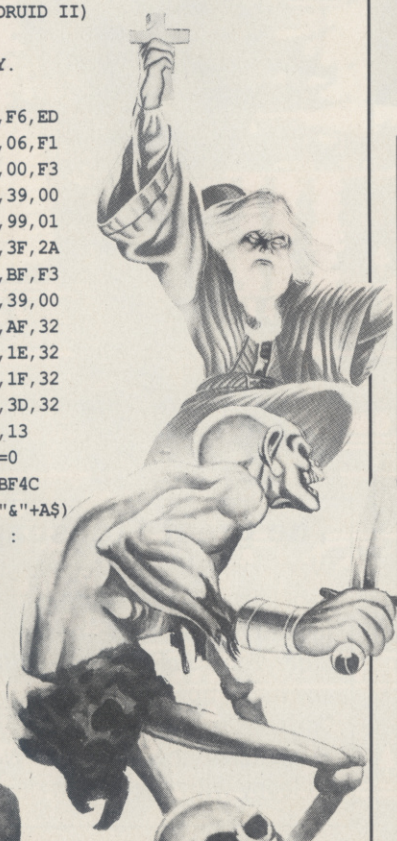 DRUID II)
Y.
,F6,ED
,06,F1
,00,F3
,39,00
,99,01
,3F,2A
,BF,F3
,39,00
,AF,32
,1E,32
,1F,32
,3D,32
,13
=0
BF4C
"&"+A$)
: